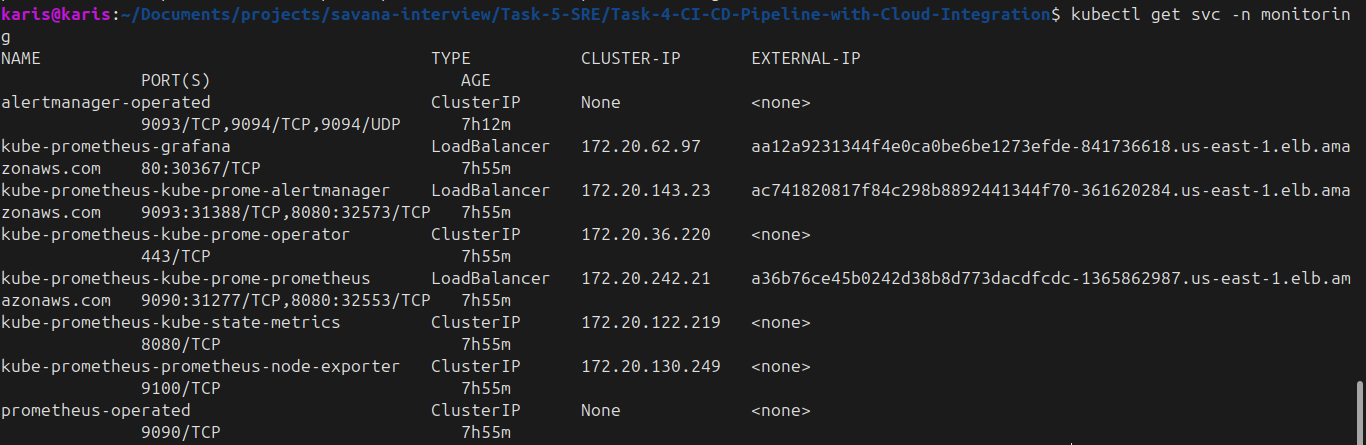 karis@karis:~/Documents/projects/savana-interview/Task-5-SRE/Task-4-CI-CD-Pipeline-with-Cloud-Integration$ kubectl get svc -n monitorin
g
NAME                                       TYPE           CLUSTER-IP       EXTERNAL-IP
              PORT(S)                         AGE
alertmanager-operated                      ClusterIP      None             <none>
              9093/TCP,9094/TCP,9094/UDP      7h12m
kube-prometheus-grafana                    LoadBalancer   172.20.62.97     aa12a9231344f4e0ca0be6be1273efde-841736618.us-east-1.elb.ama
zonaws.com    80:30367/TCP                    7h55m
kube-prometheus-kube-prome-alertmanager    LoadBalancer   172.20.143.23    ac741820817f84c298b8892441344f70-361620284.us-east-1.elb.ama
zonaws.com    9093:31388/TCP,8080:32573/TCP   7h55m
kube-prometheus-kube-prome-operator        ClusterIP      172.20.36.220    <none>
              443/TCP                         7h55m
kube-prometheus-kube-prome-prometheus      LoadBalancer   172.20.242.21    a36b76ce45b0242d38b8d773dacdfcdc-1365862987.us-east-1.elb.am
azonaws.com   9090:31277/TCP,8080:32553/TCP   7h55m
kube-prometheus-kube-state-metrics         ClusterIP      172.20.122.219   <none>
              8080/TCP                        7h55m
kube-prometheus-prometheus-node-exporter   ClusterIP      172.20.130.249   <none>
              9100/TCP                        7h55m
prometheus-operated                        ClusterIP      None             <none>
              9090/TCP                        7h55m